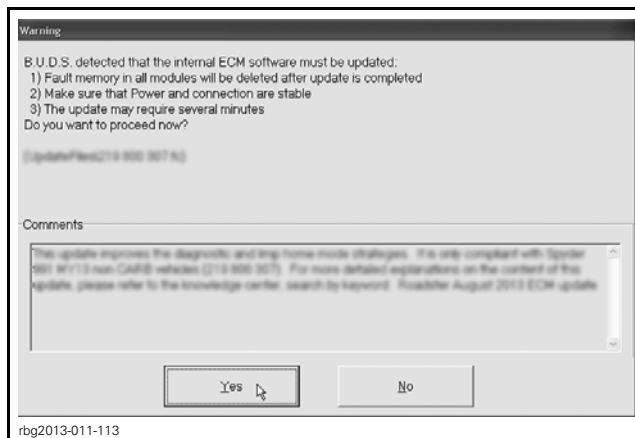 Warning
B.U.D.S. detected that the internal ECM software must be updated:
1) Fault memory in all modules will be deleted after update is completed
2) Make sure that Power and connection are stable
3) The update may require several minutes
Do you want to proceed now?
[UpdateFiles\219 800 307.fc]
Comments
This update improves the diagnostic and limp home mode strategies. It is only compliant with Spyder
991 MY13 non CARB vehicles (219 800 307). For more detailed explanations on the content of this
update, please refer to the knowledge center, search by keyword: Roadster August 2013 ECM update
Yes
No
rbg2013-011-113